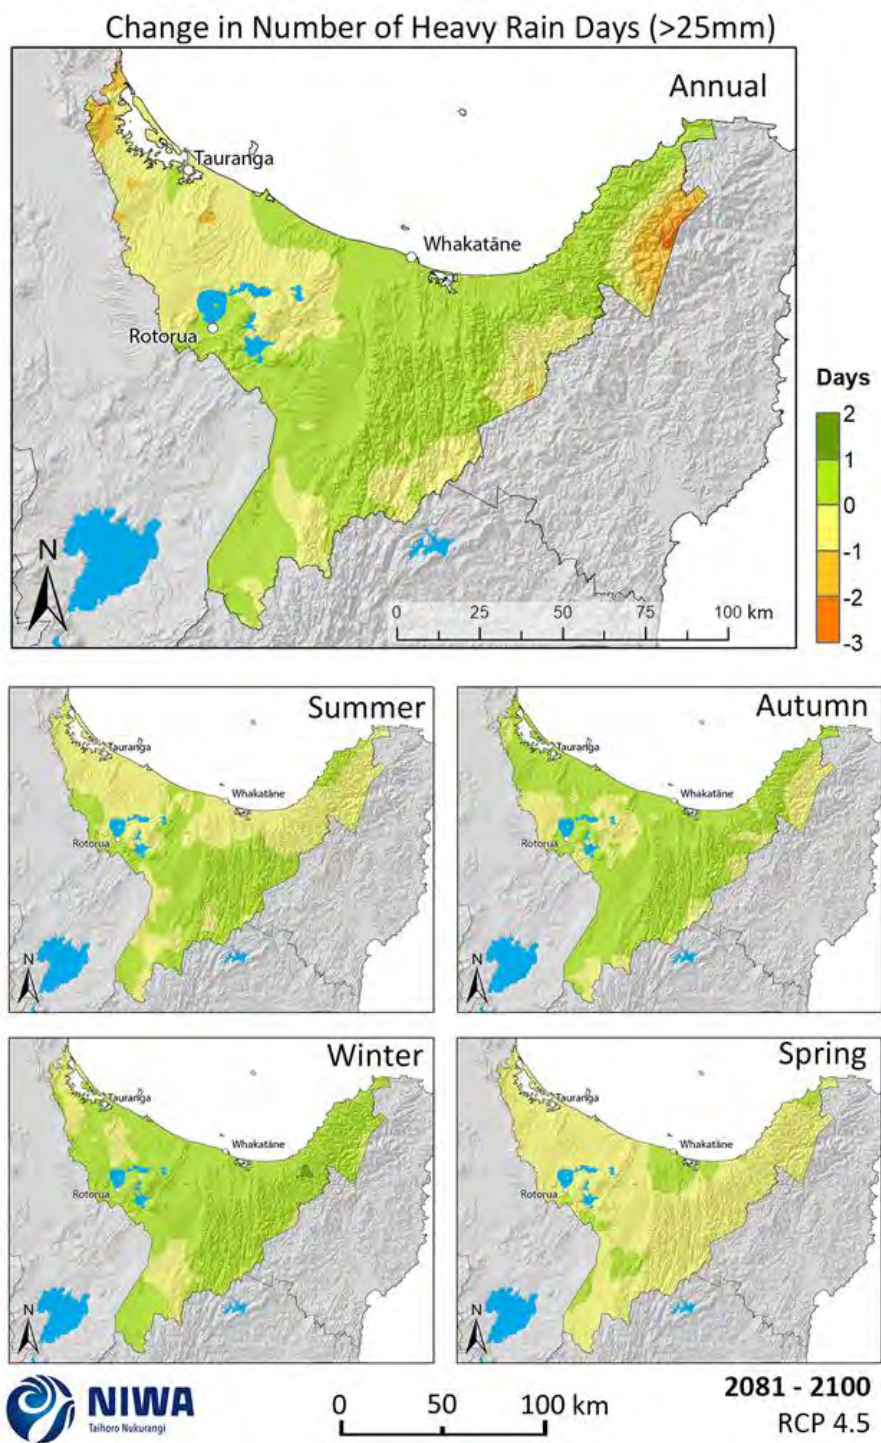 Change in Number of Heavy Rain Days (>25mm)
Annual
Tauranga
Whakatāne
Rotorua
Days
2
1
0
-1
-2
-3
N
0 25 50 75 100 km
Summer
Tauranga
Whakatāne
Rotorua
N
Autumn
Tauranga
Whakatāne
Rotorua
N
Winter
Tauranga
Whakatāne
Rotorua
N
Spring
Tauranga
Whakatāne
Rotorua
N
NIWA
Taihoro Nukurangi
0 50 100 km
2081 - 2100
RCP 4.5